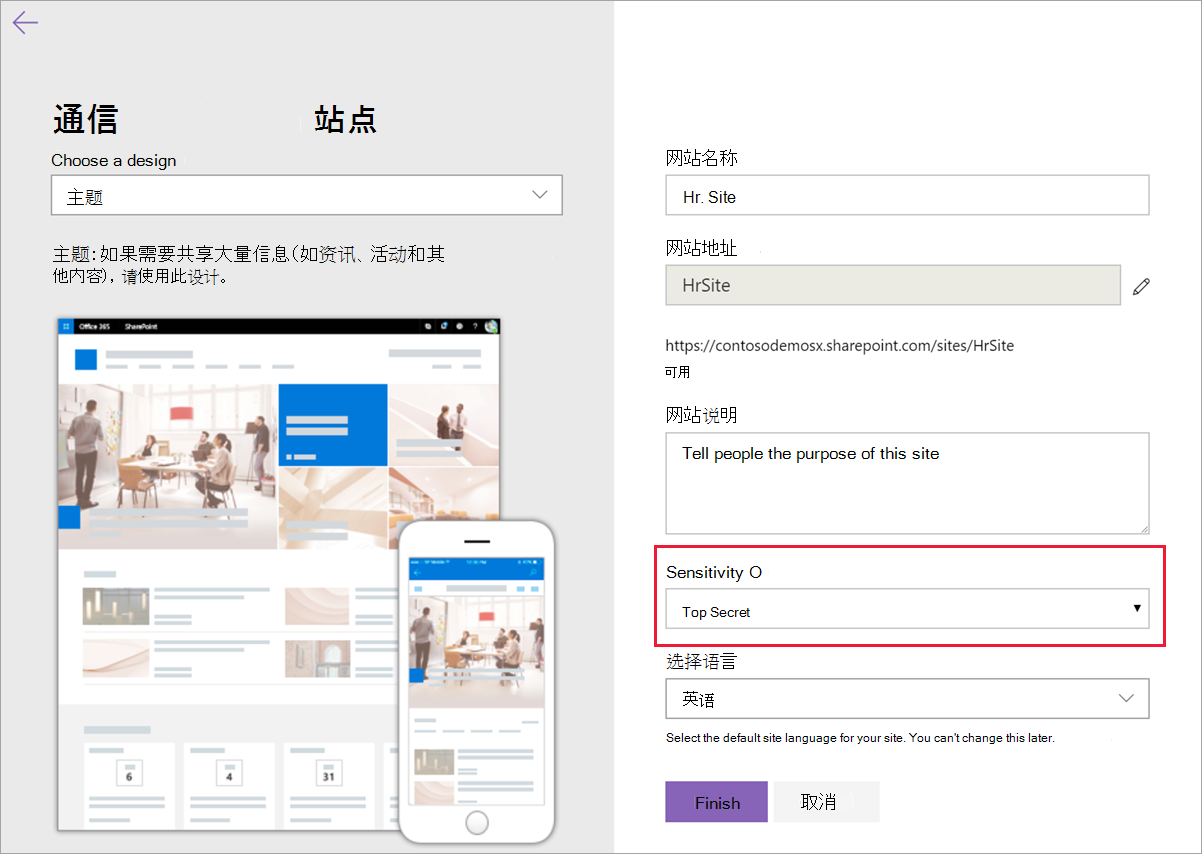 通信 站点
Choose a design
主题
主题:如果需要共享大量信息(如资讯、活动和其
他内容), 请使用此设计。
Office 365 SharePoint
?
6 4 31
网站名称
Hr. Site
网站地址
HrSite
https://contosodemosx.sharepoint.com/sites/HrSite
可用
网站说明
Tell people the purpose of this site
Sensitivity O
Top Secret
选择语言
英语
Select the default site language for your site. You can't change this later.
Finish 取消